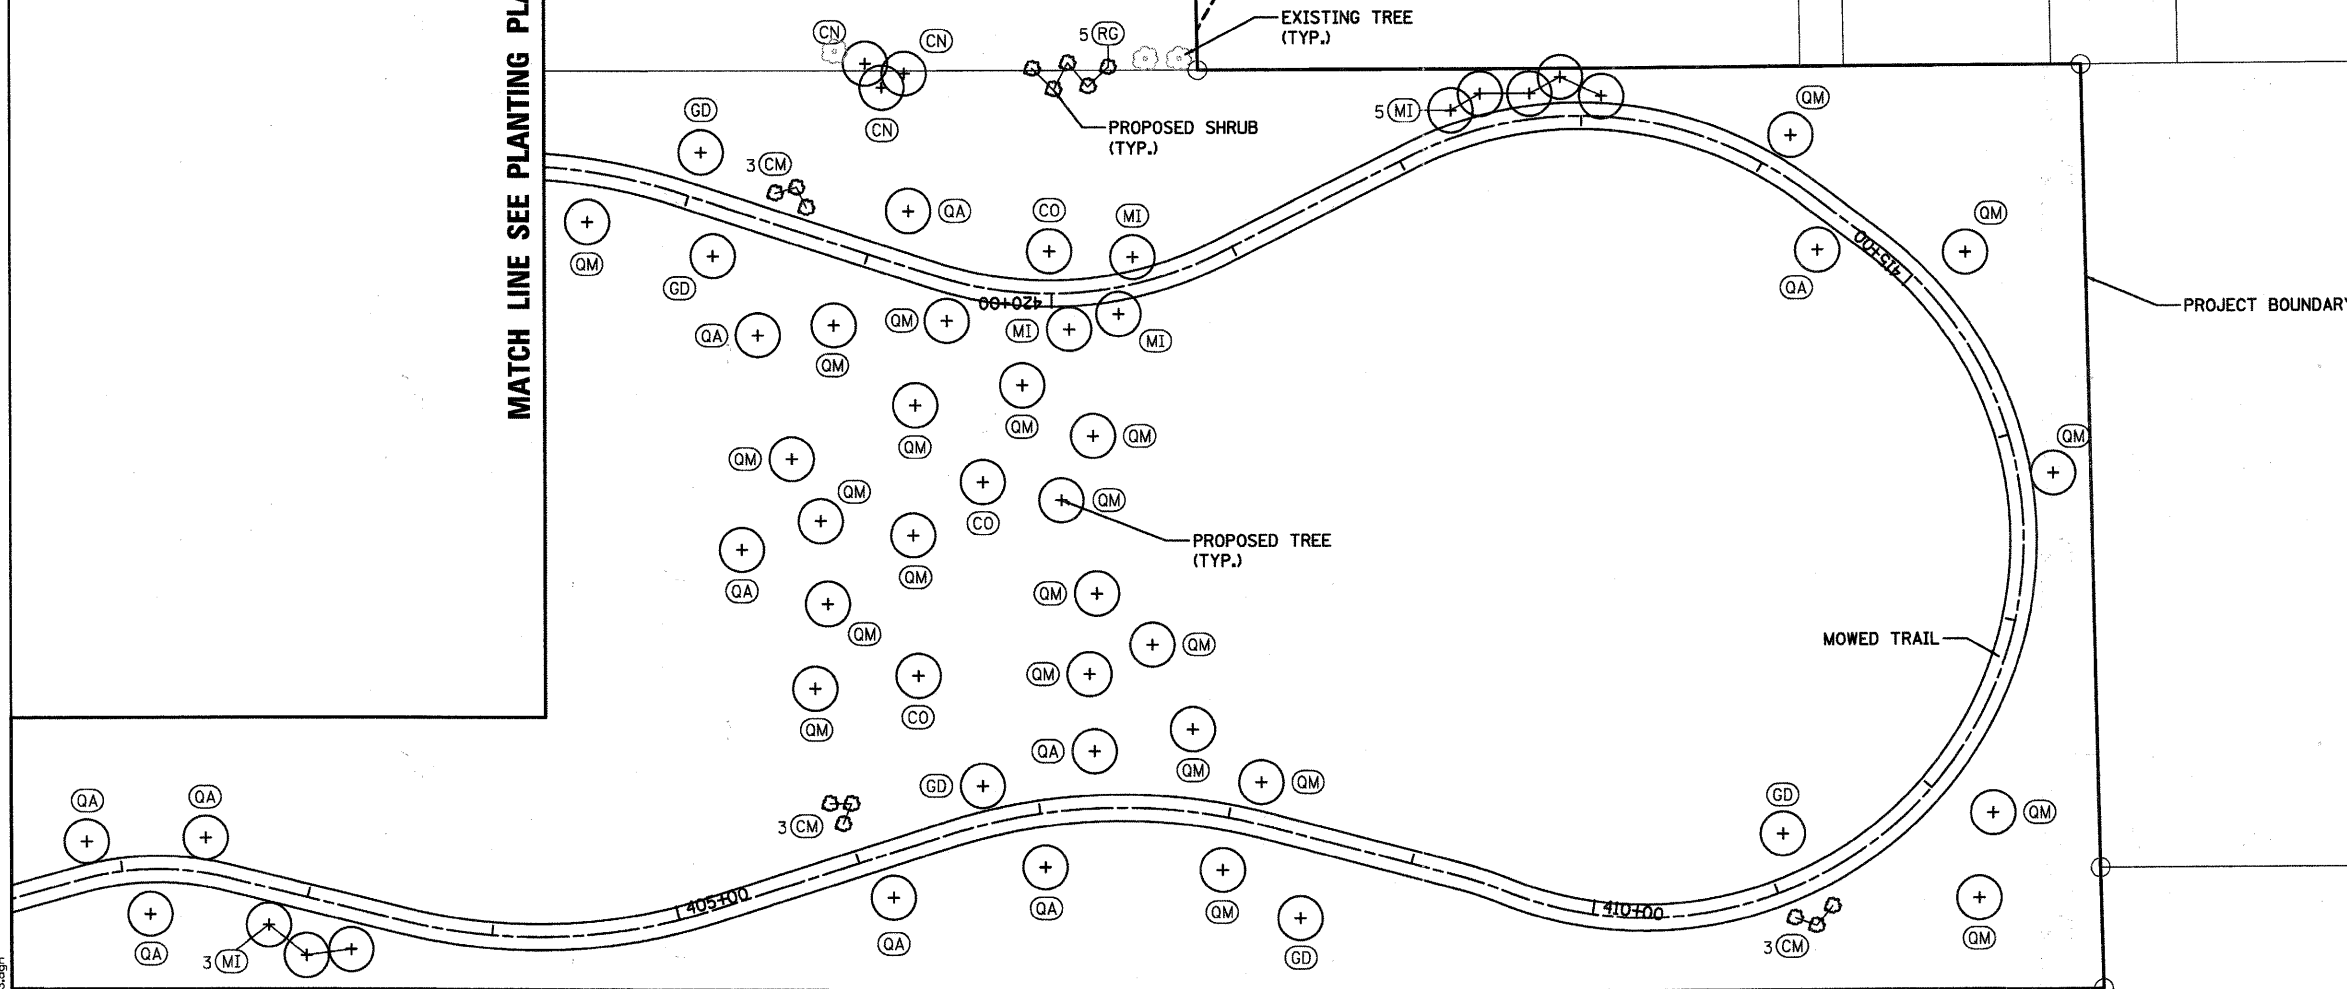 EXISTING TREE
(TYP.)
CN
CN
5 RG
CN
GD
PROPOSED SHRUB
(TYP.)
5 MI
QM
3 CM
QM
GD
QA
CO
MI
QM
QA
415+00
QM
PROJECT BOUNDARY
420+00
QA
QM
QM
MI
MI
MATCH LINE SEE PLANTING
QM
QM
QM
QM
QM
QM
QM
CO
PROPOSED TREE
(TYP.)
QA
QM
QM
QM
QM
MOWED TRAIL
QM
QM
CO
QA
QM
QM
QA
QA
GD
3 CM
GD
QM
405+00
410+00
QA
3 MI
QA
QA
QM
GD
3 CM
QM